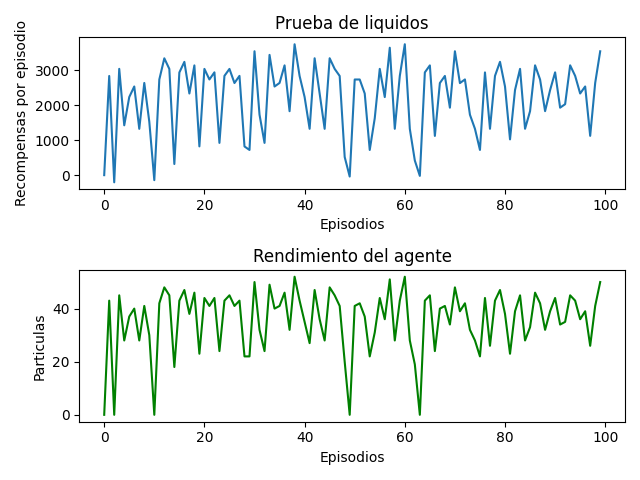 Prueba de liquidos
Recompensas por episodio
3000
2000
1000
0
0 20 40 60 80 100
Episodios
Rendimiento del agente
Particulas
40
20
0
0 20 40 60 80 100
Episodios